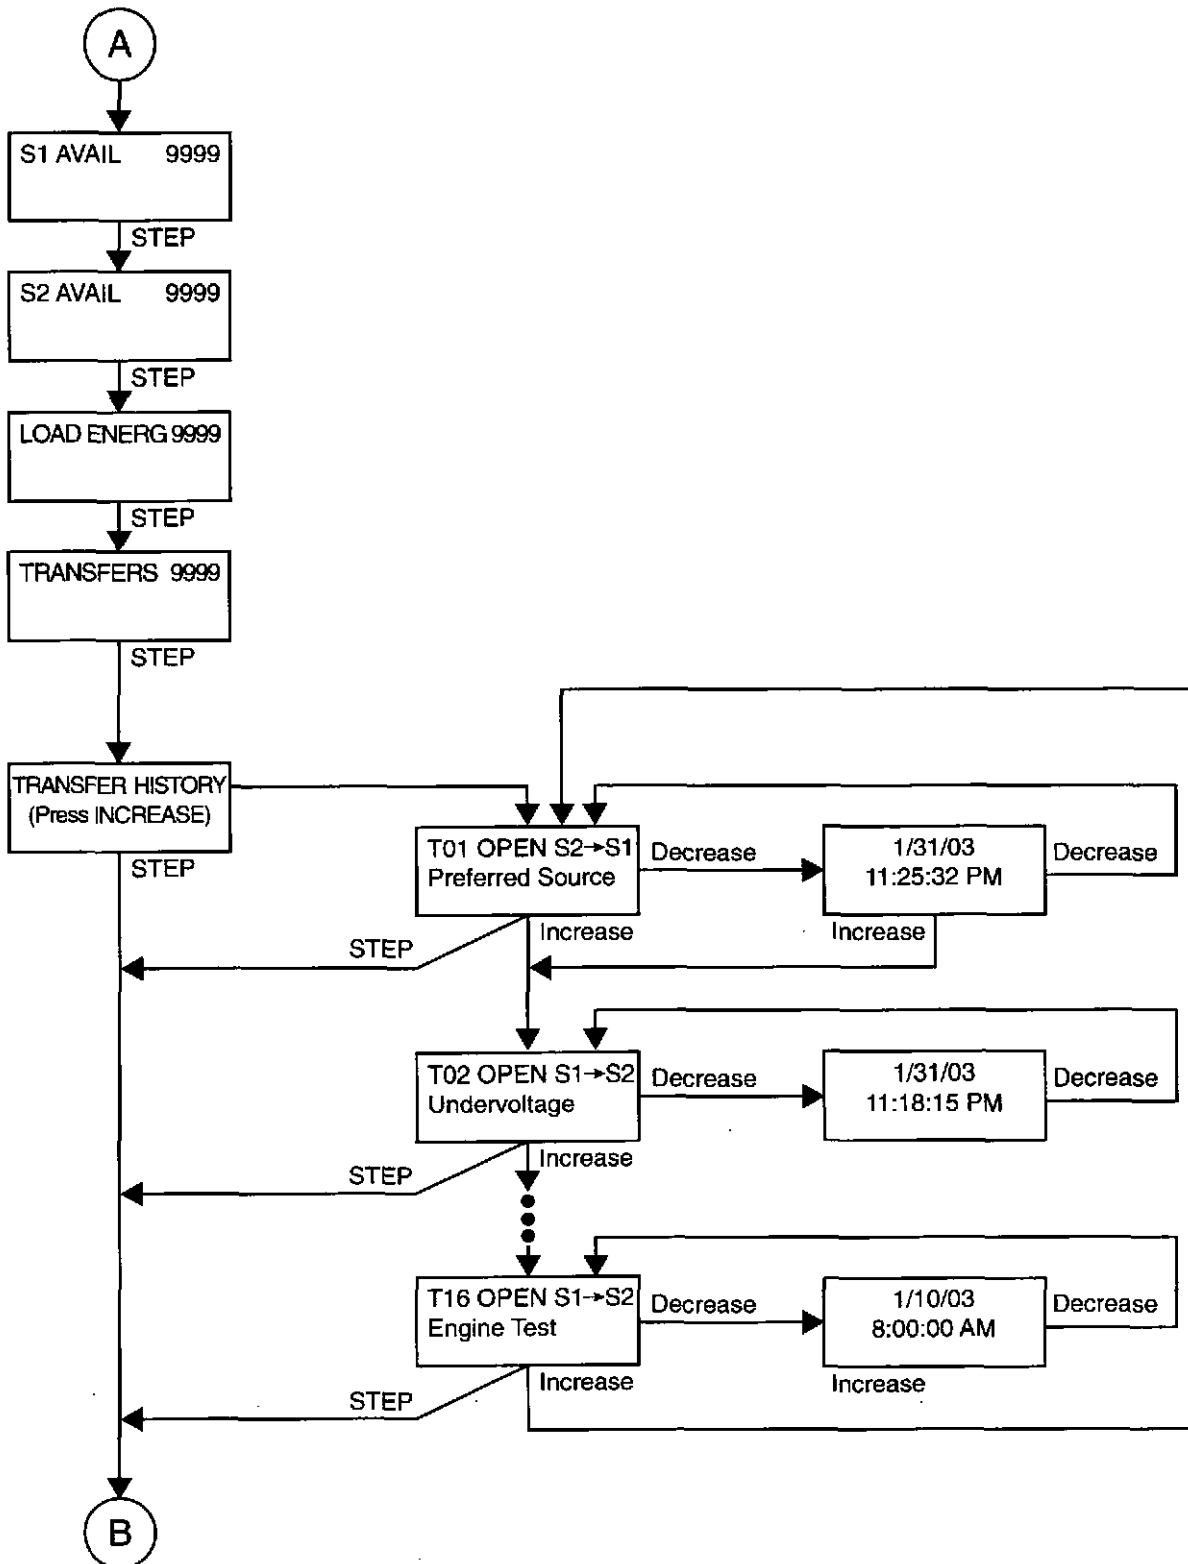 A
S1 AVAIL 9999
STEP
S2 AVAIL 9999
STEP
LOAD ENERG 9999
STEP
TRANSFERS 9999
STEP
TRANSFER HISTORY
(Press INCREASE)
STEP
T01 OPEN S2→S1
Preferred Source
Decrease
1/31/03
11:25:32 PM
Decrease
Increase
Increase
STEP
T02 OPEN S1→S2
Undervoltage
Decrease
1/31/03
11:18:15 PM
Decrease
Increase
STEP
T16 OPEN S1→S2
Engine Test
Decrease
1/10/03
8:00:00 AM
Decrease
Increase
Increase
STEP
B